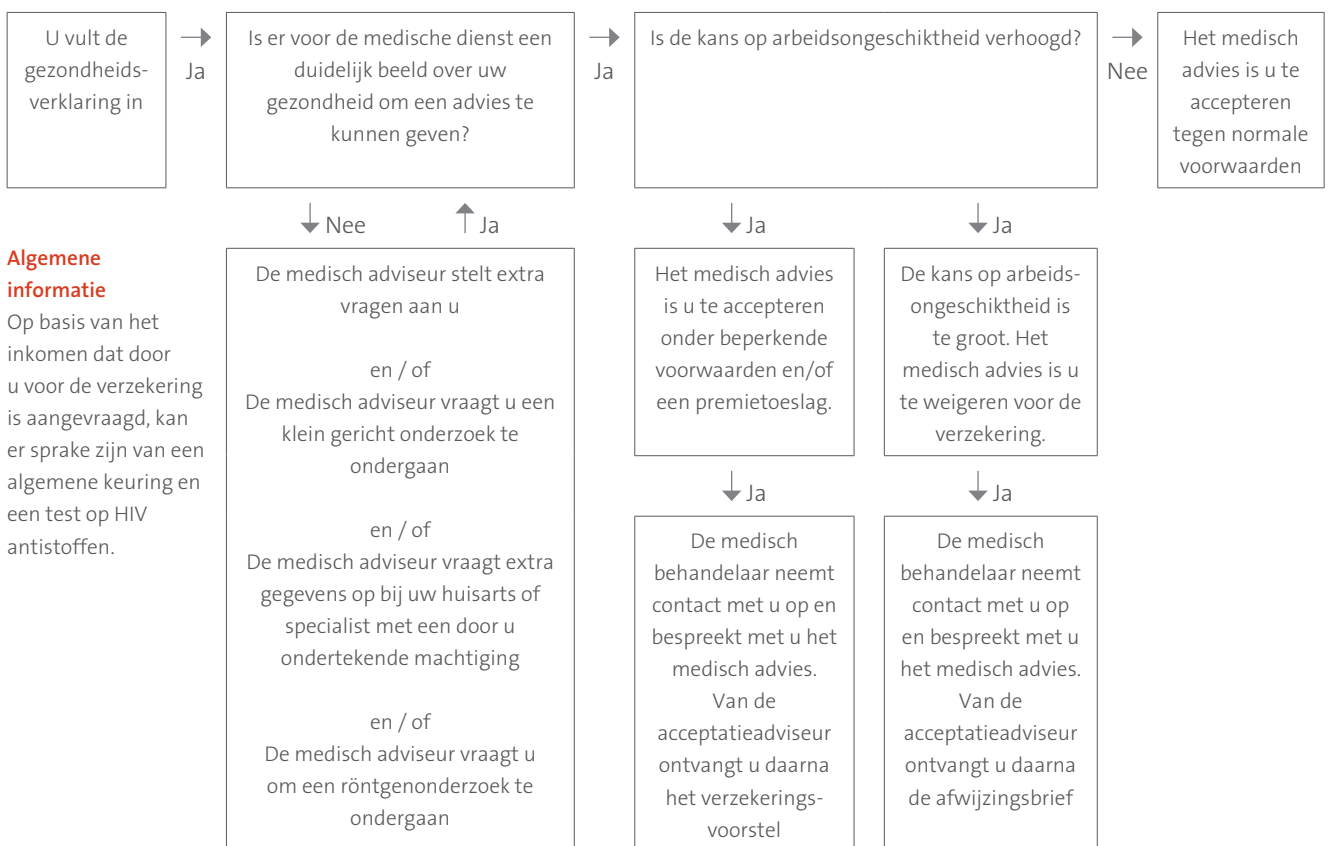 U vult de
gezondheids-
verklaring in
Ja
Is er voor de medische dienst een
duidelijk beeld over uw
gezondheid om een advies te
kunnen geven?
Ja
Is de kans op arbeidsongeschiktheid verhoogd?
Nee
Het medisch
advies is u te
accepteren
tegen normale
voorwaarden
Nee
Ja
Ja
Ja
Algemene
informatie
Op basis van het
inkomen dat door
u voor de verzekering
is aangevraagd, kan
er sprake zijn van een
algemene keuring en
een test op HIV
antistoffen.
De medisch adviseur stelt extra
vragen aan u
en / of
De medisch adviseur vraagt u een
klein gericht onderzoek te
ondergaan
en / of
De medisch adviseur vraagt extra
gegevens op bij uw huisarts of
specialist met een door u
ondertekende machtiging
en / of
De medisch adviseur vraagt u
om een röntgenonderzoek te
ondergaan
Het medisch advies
is u te accepteren
onder beperkende
voorwaarden en/of
een premietoeslag.
Ja
De medisch
behandelaar neemt
contact met u op en
bespreekt met u het
medisch advies.
Van de
acceptatieadviseur
ontvangt u daarna
het verzekerings-
voorstel
De kans op arbeids-
ongeschiktheid is
te groot. Het
medisch advies is u
te weigeren voor de
verzekering.
Ja
De medisch
behandelaar neemt
contact met u op
en bespreekt met u
het medisch advies.
Van de
acceptatieadviseur
ontvangt u daarna
de afwijzingsbrief